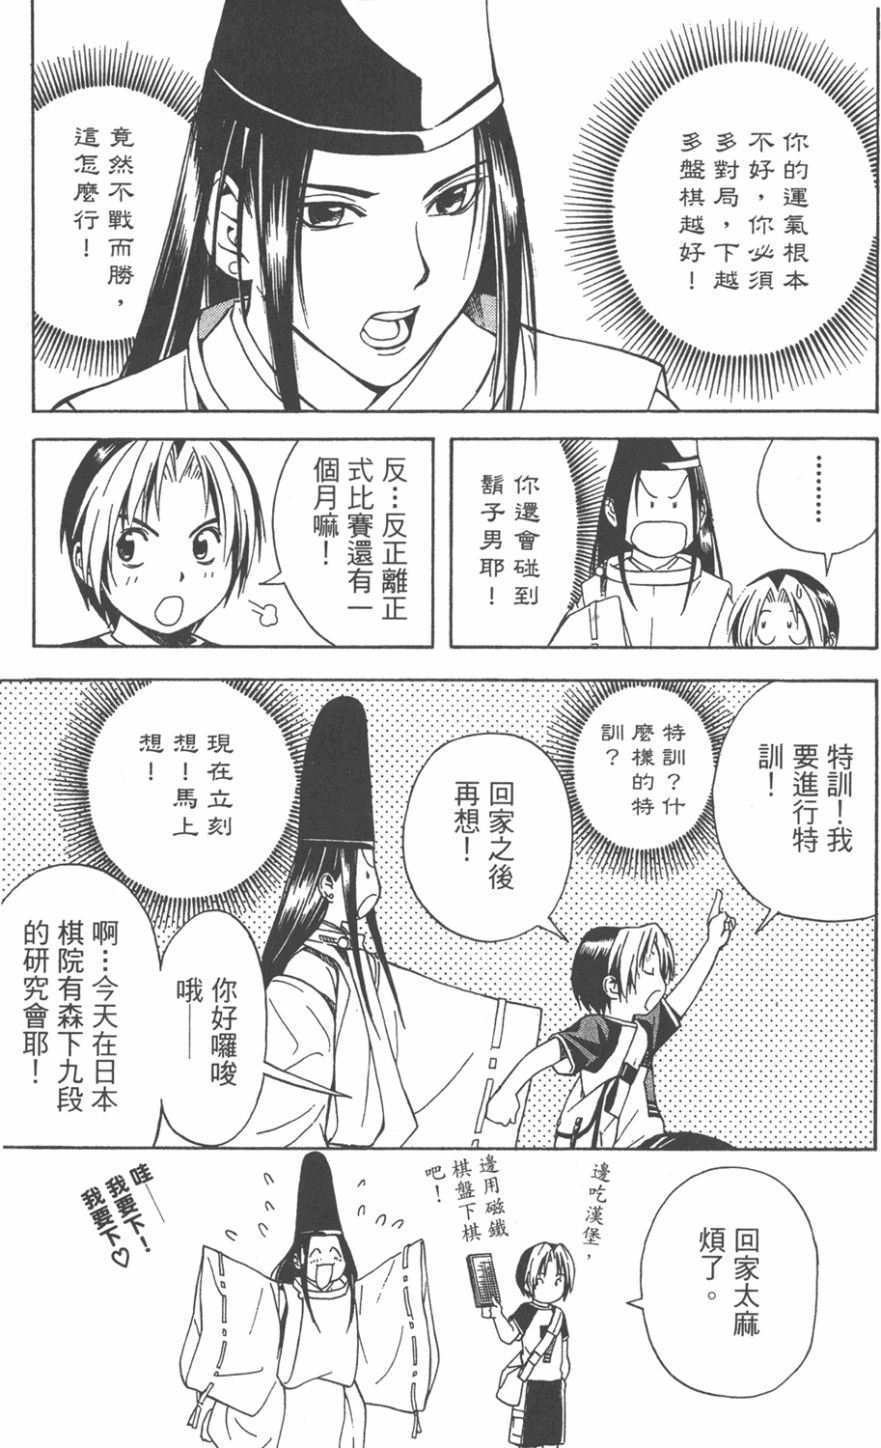 你的運氣根本
不好，你必須
多對局，下越
多盤棋越好！
竟然不戰而勝，
這怎麼行！
⋯⋯
你還會碰到
鬍子男耶！
反⋯反正離正
式比賽還有一
個月嘛！
特訓！我
要進行特
訓！
特訓？什
麼樣的特
訓？
回家之後
再想！
現在立刻
想！馬上
想！
你好囉唆
哦——
啊⋯今天在日本
棋院有森下九段
的研究會耶！
回家太麻
煩了。
邊吃漢堡，
邊用磁鐵
棋盤下棋
吧！
哇——
我要下！
我要下♡